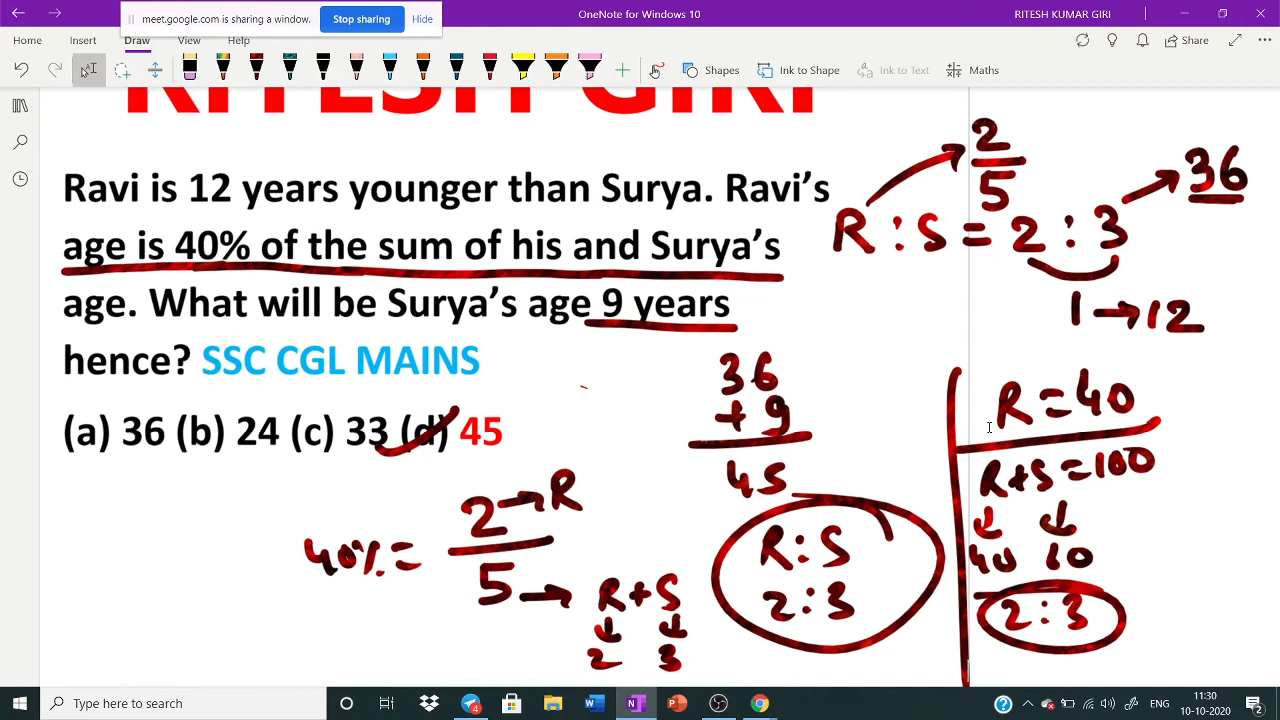 meet.google.com is sharing a window. Stop sharing Hide
OneNote for Windows 10
RITESH KUMAR GIRI
Home Insert Draw View Help
Share
Shapes Ink to Shape Ink to Text Maths
RITESH GIRI
Ravi is 12 years younger than Surya. Ravi's
age is 40% of the sum of his and Surya's
age. What will be Surya's age 9 years
hence? SSC CGL MAINS
(a) 36 (b) 24 (c) 33 (d) 45
2
5
R : S = 2 : 3
36
1 → 12
36
+ 9
45
40% =
2 → R
5 → R+S
↓ ↓
2 3
R : S
2 : 3
R = 40
R+S = 100
↓ ↓
40 60
2 : 3
Type here to search
ENG
11:30
10-10-2020